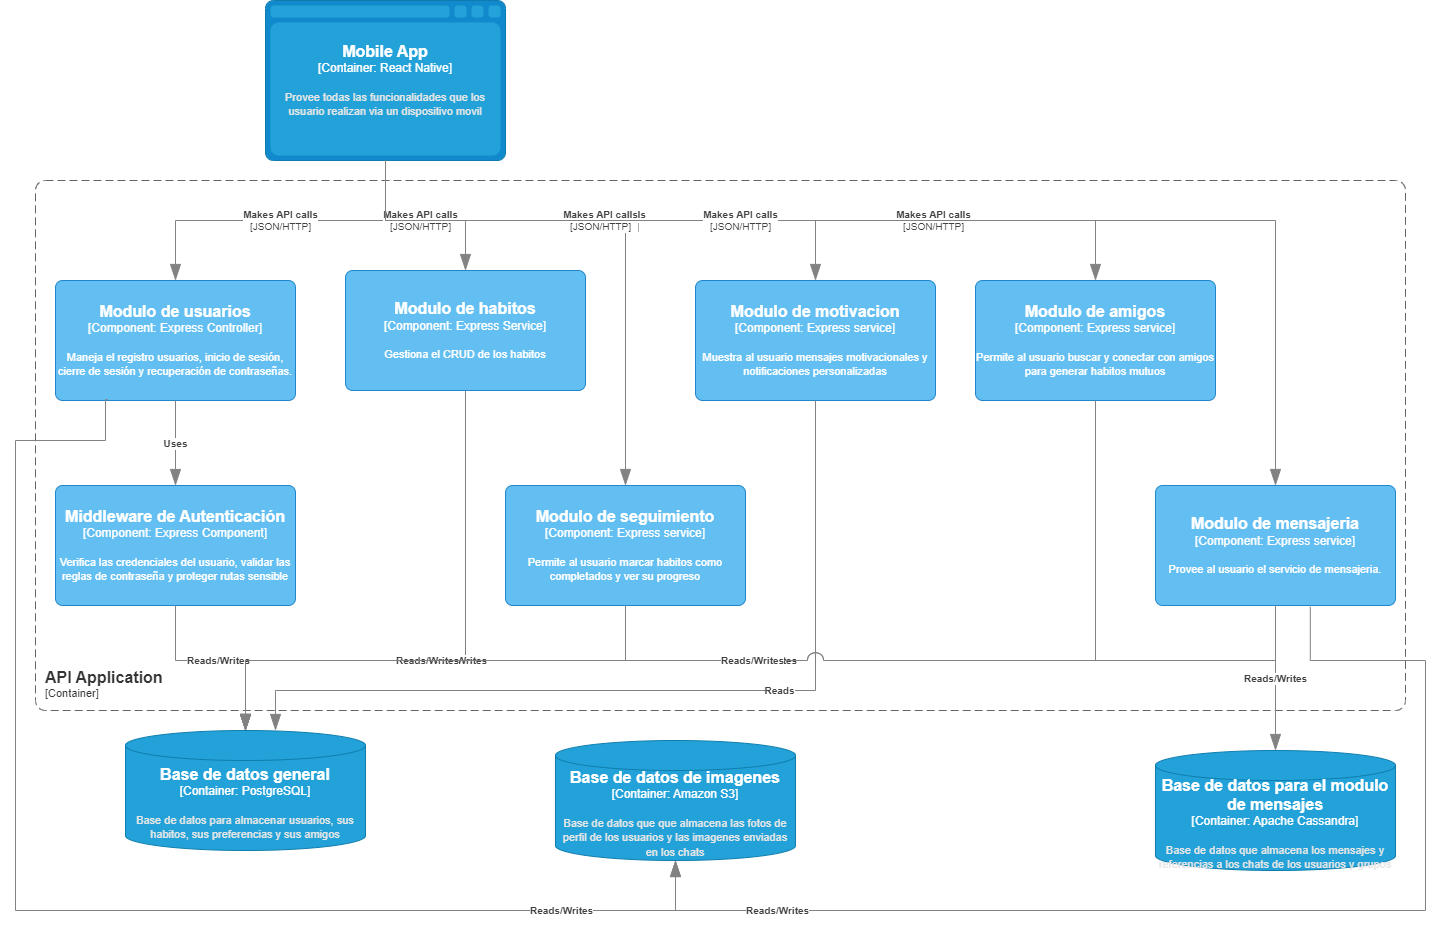 Mobile App
[Container: React Native]
Provee todas las funcionalidades que los
usuario realizan via un dispositivo movil
Makes API calls
[JSON/HTTP]
Makes API calls
[JSON/HTTP]
Makes API callsls
[JSON/HTTP]
Makes API calls
[JSON/HTTP]
Makes API calls
[JSON/HTTP]
Modulo de usuarios
[Component: Express Controller]
Maneja el registro usuarios, inicio de sesión,
cierre de sesión y recuperación de contraseñas.
Modulo de habitos
[Component: Express Service]
Gestiona el CRUD de los habitos
Modulo de motivacion
[Component: Express service]
Muestra al usuario mensajes motivacionales y
notificaciones personalizadas
Modulo de amigos
[Component: Express service]
Permite al usuario buscar y conectar con amigos
para generar habitos mutuos
Uses
Middleware de Autenticación
[Component: Express Component]
Verifica las credenciales del usuario, validar las
reglas de contraseña y proteger rutas sensible
Modulo de seguimiento
[Component: Express service]
Permite al usuario marcar habitos como
completados y ver su progreso
Modulo de mensajeria
[Component: Express service]
Provee al usuario el servicio de mensajeria.
Reads/Writes
Reads/Writes
Reads/Writes
Reads/Writes
Reads
API Application
[Container]
Base de datos general
[Container: PostgreSQL]
Base de datos para almacenar usuarios, sus
habitos, sus preferencias y sus amigos
Base de datos de imagenes
[Container: Amazon S3]
Base de datos que que almacena las fotos de
perfil de los usuarios y las imagenes enviadas
en los chats
Base de datos para el modulo
de mensajes
[Container: Apache Cassandra]
Base de datos que almacena los mensajes y
referencias a los chats de los usuarios y grupos
Reads/Writes
Reads/Writes